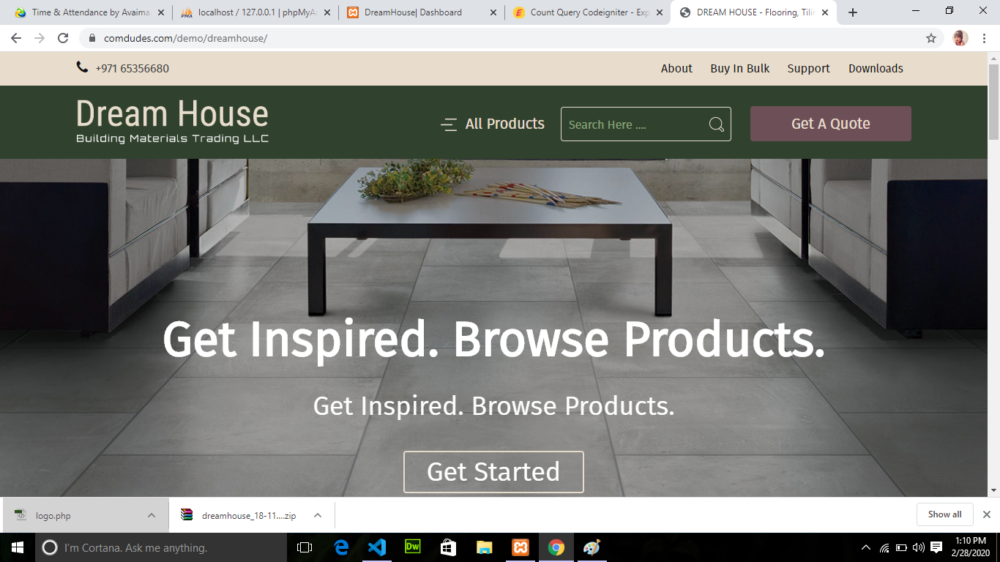 Time & Attendance by Avaima
localhost / 127.0.0.1 | phpMyA
DreamHouse| Dashboard
Count Query Codeigniter - Exp
DREAM HOUSE - Flooring, Tilin
comdudes.com/demo/dreamhouse/
+971 65356680
About
Buy In Bulk
Support
Downloads
Dream House
Building Materials Trading LLC
All Products
Search Here ....
Get A Quote
Get Inspired. Browse Products.
Get Inspired. Browse Products.
Get Started
logo.php
dreamhouse_18-11....zip
Show all
I'm Cortana. Ask me anything.
Dw
1:10 PM
2/28/2020